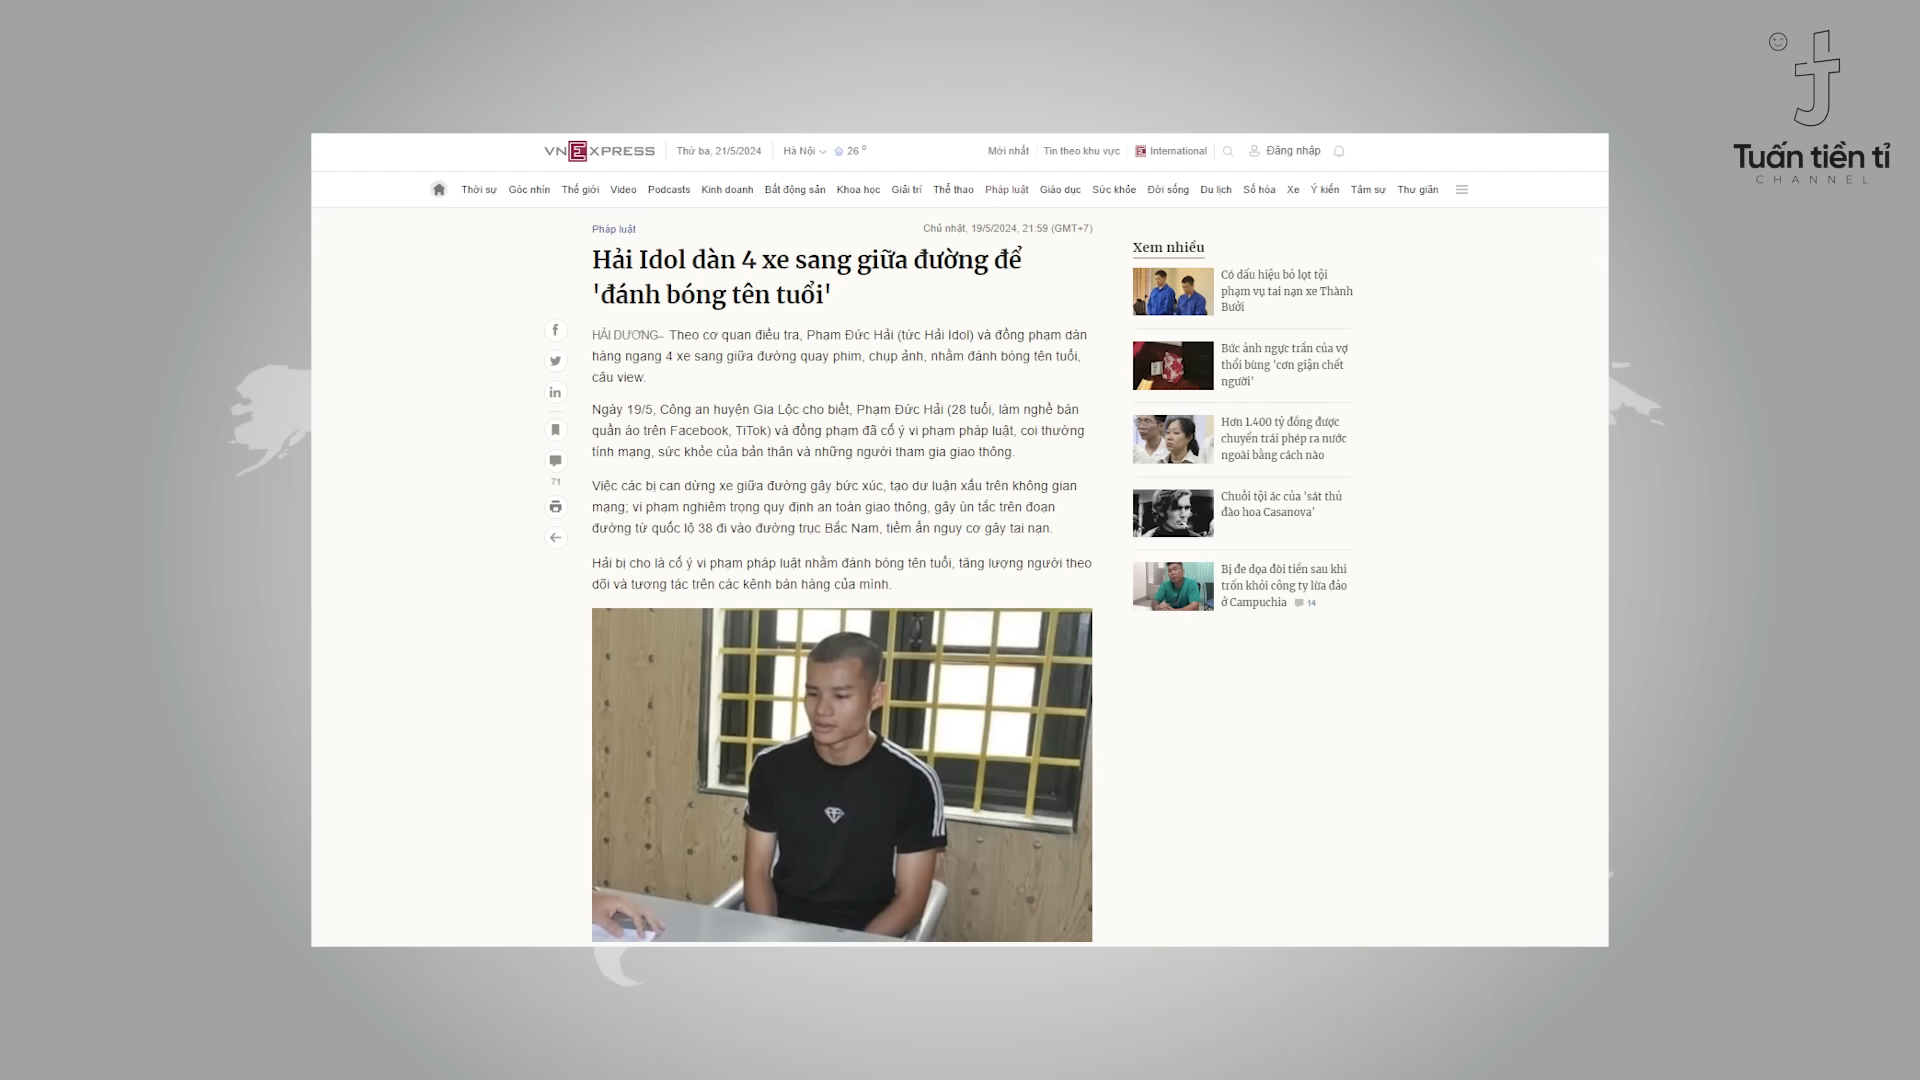 Tuấn tiền tỉ
CHANNEL
VNEXPRESS
Thứ ba, 21/5/2024
Hà Nội
26°
Mới nhất
Tin theo khu vực
International
Đăng nhập
Thời sự Góc nhìn Thế giới Video Podcasts Kinh doanh Bất động sản Khoa học Giải trí Thể thao Pháp luật Giáo dục Sức khỏe Đời sống Du lịch Số hóa Xe Ý kiến Tâm sự Thư giãn
Pháp luật
Chủ nhật, 19/5/2024, 21:59 (GMT+7)
Hải Idol dàn 4 xe sang giữa đường để
'đánh bóng tên tuổi'
HẢI DƯƠNG– Theo cơ quan điều tra, Phạm Đức Hải (tức Hải Idol) và đồng phạm dàn
hàng ngang 4 xe sang giữa đường quay phim, chụp ảnh, nhằm đánh bóng tên tuổi,
câu view.
Ngày 19/5, Công an huyện Gia Lộc cho biết, Phạm Đức Hải (28 tuổi, làm nghề bán
quần áo trên Facebook, TiTok) và đồng phạm đã cố ý vi phạm pháp luật, coi thường
tính mạng, sức khỏe của bản thân và những người tham gia giao thông.
71
Việc các bị can dừng xe giữa đường gây bức xúc, tạo dư luận xấu trên không gian
mạng; vi phạm nghiêm trọng quy định an toàn giao thông, gây ùn tắc trên đoạn
đường từ quốc lộ 38 đi vào đường trục Bắc Nam, tiềm ẩn nguy cơ gây tai nạn.
Hải bị cho là cố ý vi phạm pháp luật nhằm đánh bóng tên tuổi, tăng lượng người theo
dõi và tương tác trên các kênh bán hàng của mình.
Xem nhiều
Có dấu hiệu bỏ lọt tội
phạm vụ tai nạn xe Thành
Bưởi
Bức ảnh ngực trần của vợ
thổi bùng 'cơn giận chết
người'
Hơn 1.400 tỷ đồng được
chuyển trái phép ra nước
ngoài bằng cách nào
Chuỗi tội ác của 'sát thủ
đào hoa Casanova'
Bị đe dọa đòi tiền sau khi
trốn khỏi công ty lừa đảo
ở Campuchia 14